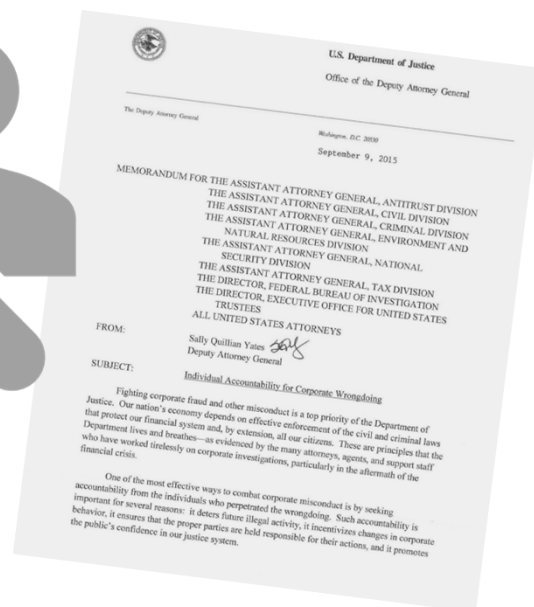 U.S. Department of Justice
Office of the Deputy Attorney General
The Deputy Attorney General
Washington, D.C. 20530
September 9, 2015
MEMORANDUM FOR THE ASSISTANT ATTORNEY GENERAL, ANTITRUST DIVISION
THE ASSISTANT ATTORNEY GENERAL, CIVIL DIVISION
THE ASSISTANT ATTORNEY GENERAL, CRIMINAL DIVISION
THE ASSISTANT ATTORNEY GENERAL, ENVIRONMENT AND
NATURAL RESOURCES DIVISION
THE ASSISTANT ATTORNEY GENERAL, NATIONAL
SECURITY DIVISION
THE ASSISTANT ATTORNEY GENERAL, TAX DIVISION
THE DIRECTOR, FEDERAL BUREAU OF INVESTIGATION
THE DIRECTOR, EXECUTIVE OFFICE FOR UNITED STATES
TRUSTEES
ALL UNITED STATES ATTORNEYS
FROM:
Sally Quillian Yates
Deputy Attorney General
SUBJECT:
Individual Accountability for Corporate Wrongdoing
Fighting corporate fraud and other misconduct is a top priority of the Department of
Justice. Our nation's economy depends on effective enforcement of the civil and criminal laws
that protect our financial system and, by extension, all our citizens. These are principles that the
Department lives and breathes—as evidenced by the many attorneys, agents, and support staff
who have worked tirelessly on corporate investigations, particularly in the aftermath of the
financial crisis.
One of the most effective ways to combat corporate misconduct is by seeking
accountability from the individuals who perpetrated the wrongdoing. Such accountability is
important for several reasons: it deters future illegal activity, it incentivizes changes in corporate
behavior, it ensures that the proper parties are held responsible for their actions, and it promotes
the public's confidence in our justice system.